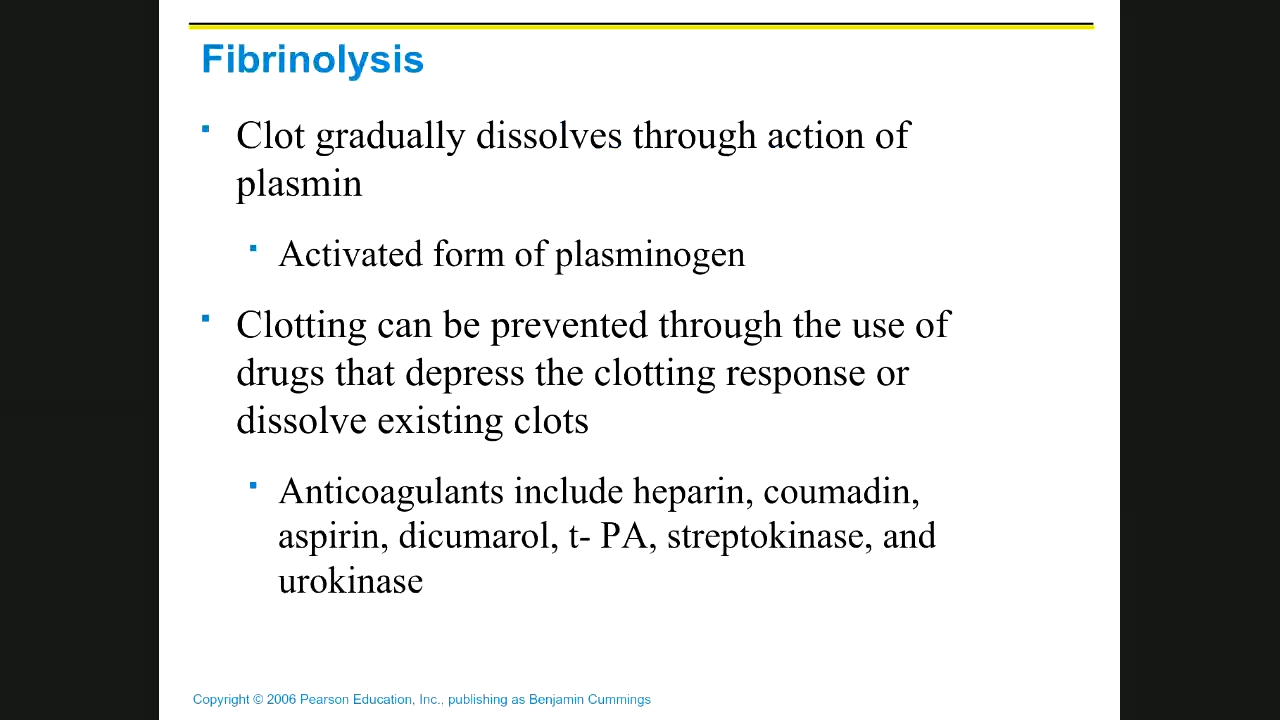 Fibrinolysis
Clot gradually dissolves through action of
plasmin
Activated form of plasminogen
Clotting can be prevented through the use of
drugs that depress the clotting response or
dissolve existing clots
Anticoagulants include heparin, coumadin,
aspirin, dicumarol, t- PA, streptokinase, and
urokinase
Copyright © 2006 Pearson Education, Inc., publishing as Benjamin Cummings